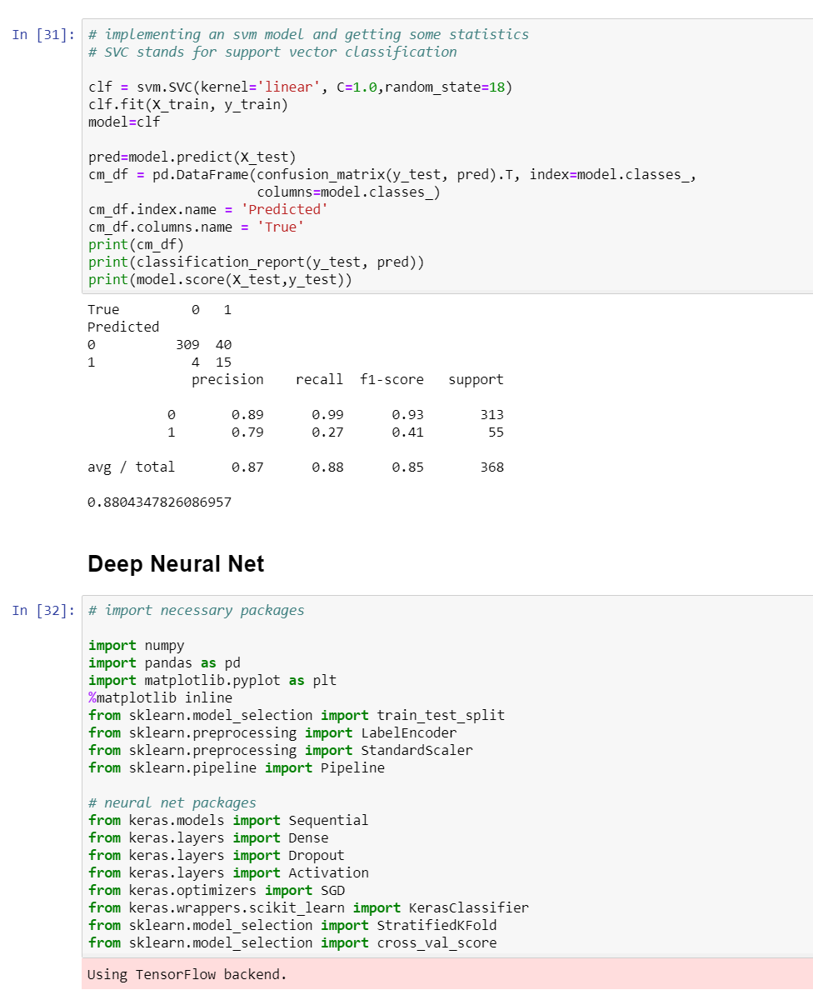 In [31]: # implementing an svm model and getting some statistics
# SVC stands for support vector classification
clf = svm.SVC(kernel='linear', C=1.0,random_state=18)
clf.fit(X_train, y_train)
model=clf
pred=model.predict(X_test)
cm_df = pd.DataFrame(confusion_matrix(y_test, pred).T, index=model.classes_,
columns=model.classes_)
cm_df.index.name = 'Predicted'
cm_df.columns.name = 'True'
print(cm_df)
print(classification_report(y_test, pred))
print(model.score(X_test,y_test))
True 0 1
Predicted
0 309 40
1 4 15
precision recall f1-score support
0 0.89 0.99 0.93 313
1 0.79 0.27 0.41 55
avg / total 0.87 0.88 0.85 368
0.8804347826086957
Deep Neural Net
In [32]: # import necessary packages
import numpy
import pandas as pd
import matplotlib.pyplot as plt
%matplotlib inline
from sklearn.model_selection import train_test_split
from sklearn.preprocessing import LabelEncoder
from sklearn.preprocessing import StandardScaler
from sklearn.pipeline import Pipeline
# neural net packages
from keras.models import Sequential
from keras.layers import Dense
from keras.layers import Dropout
from keras.layers import Activation
from keras.optimizers import SGD
from keras.wrappers.scikit_learn import KerasClassifier
from sklearn.model_selection import StratifiedKFold
from sklearn.model_selection import cross_val_score
Using TensorFlow backend.